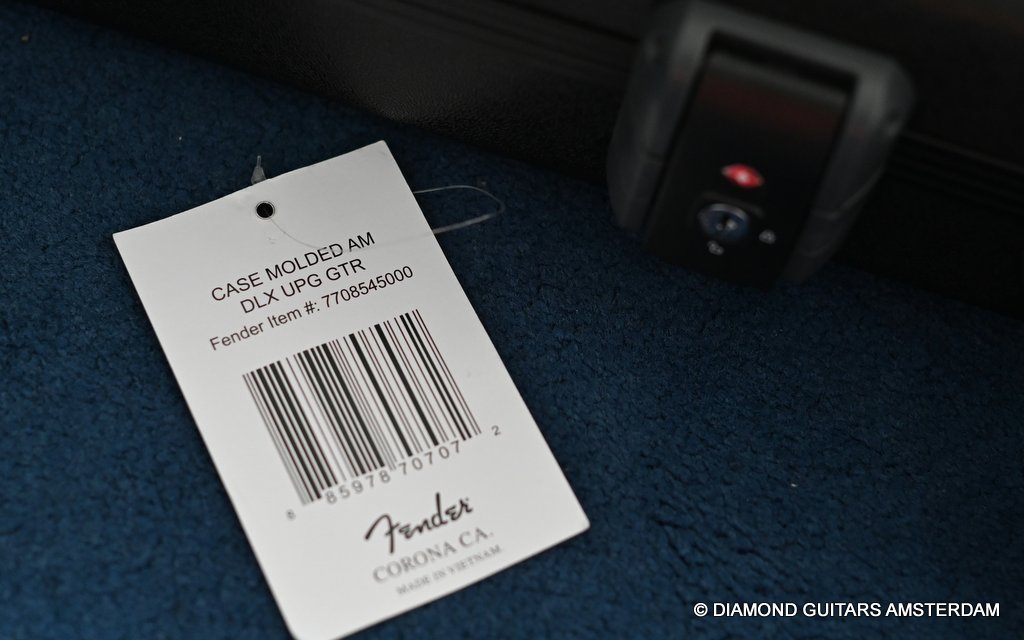 CASE MOLDED AM
DLX UPG GTR
Fender Item #: 7708545000
8 85978 70707 2
Fender
CORONA CA.
MADE IN VIETNAM
© DIAMOND GUITARS AMSTERDAM